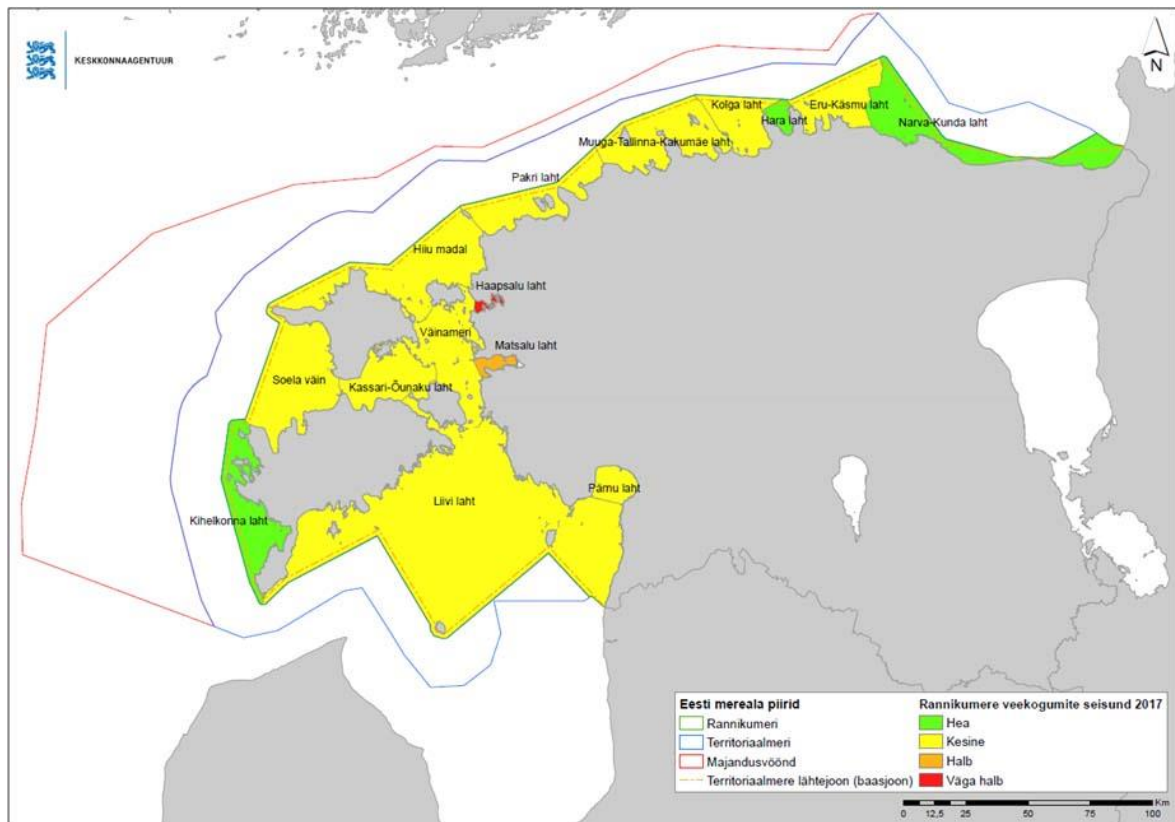 KESKKONNAAGENTUUR
N
Kolga laht
Eru-Käsmu laht
Hara laht
Narva-Kunda laht
Muuga-Tallinna-Kakumäe laht
Pakri laht
Hiiu madal
Haapsalu laht
Väinameri
Matsalu laht
Soela väin
Kassari-Õunaku laht
Pärnu laht
Liivi laht
Kihelkonna laht
Eesti mereala piirid
Rannikumeri
Territoriaalmeri
Majandusvöönd
Territoriaalmere lähtejoon (baasjoon)
Rannikumere veekogumite seisund 2017
Hea
Kesine
Halb
Väga halb
Km
0 12,5 25 50 75 100